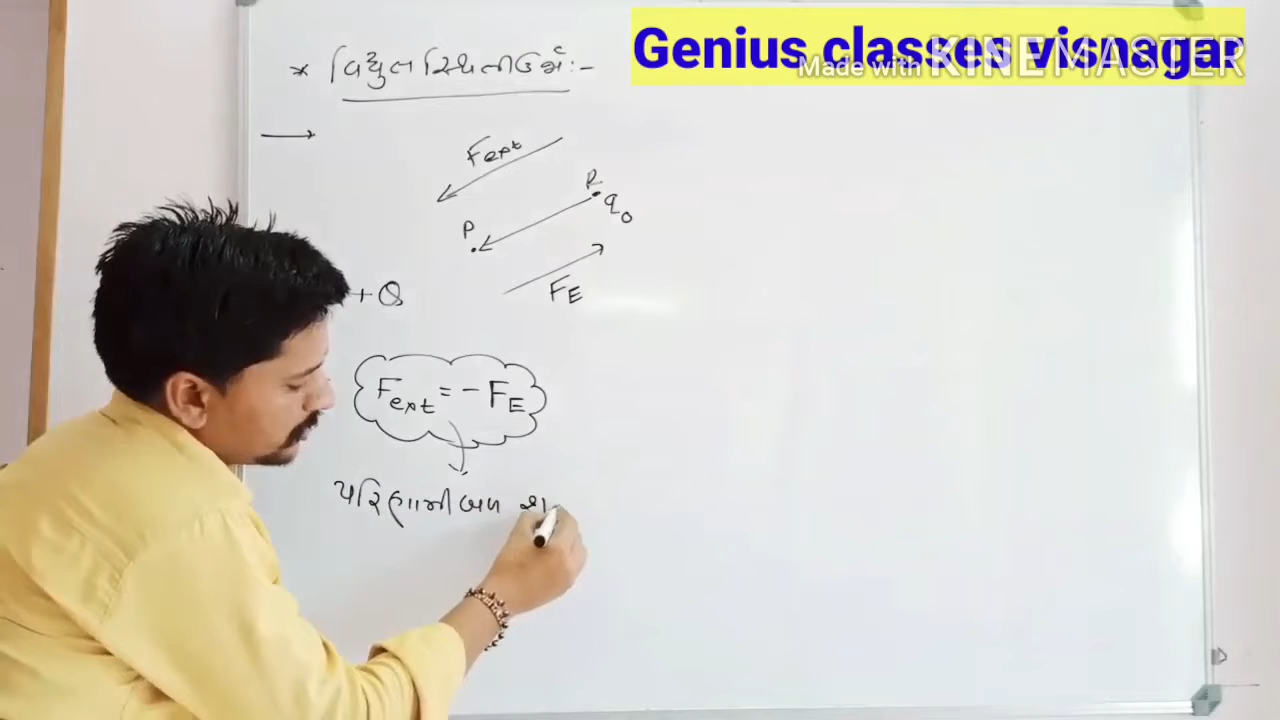 Genius classes visnagar
Made with KINEMASTER
* વિદ્યુતસ્થિતીઉર્જા :-
Fext
R
q0
P
FE
+ Q
Fext = - FE
પરિણામીબળ